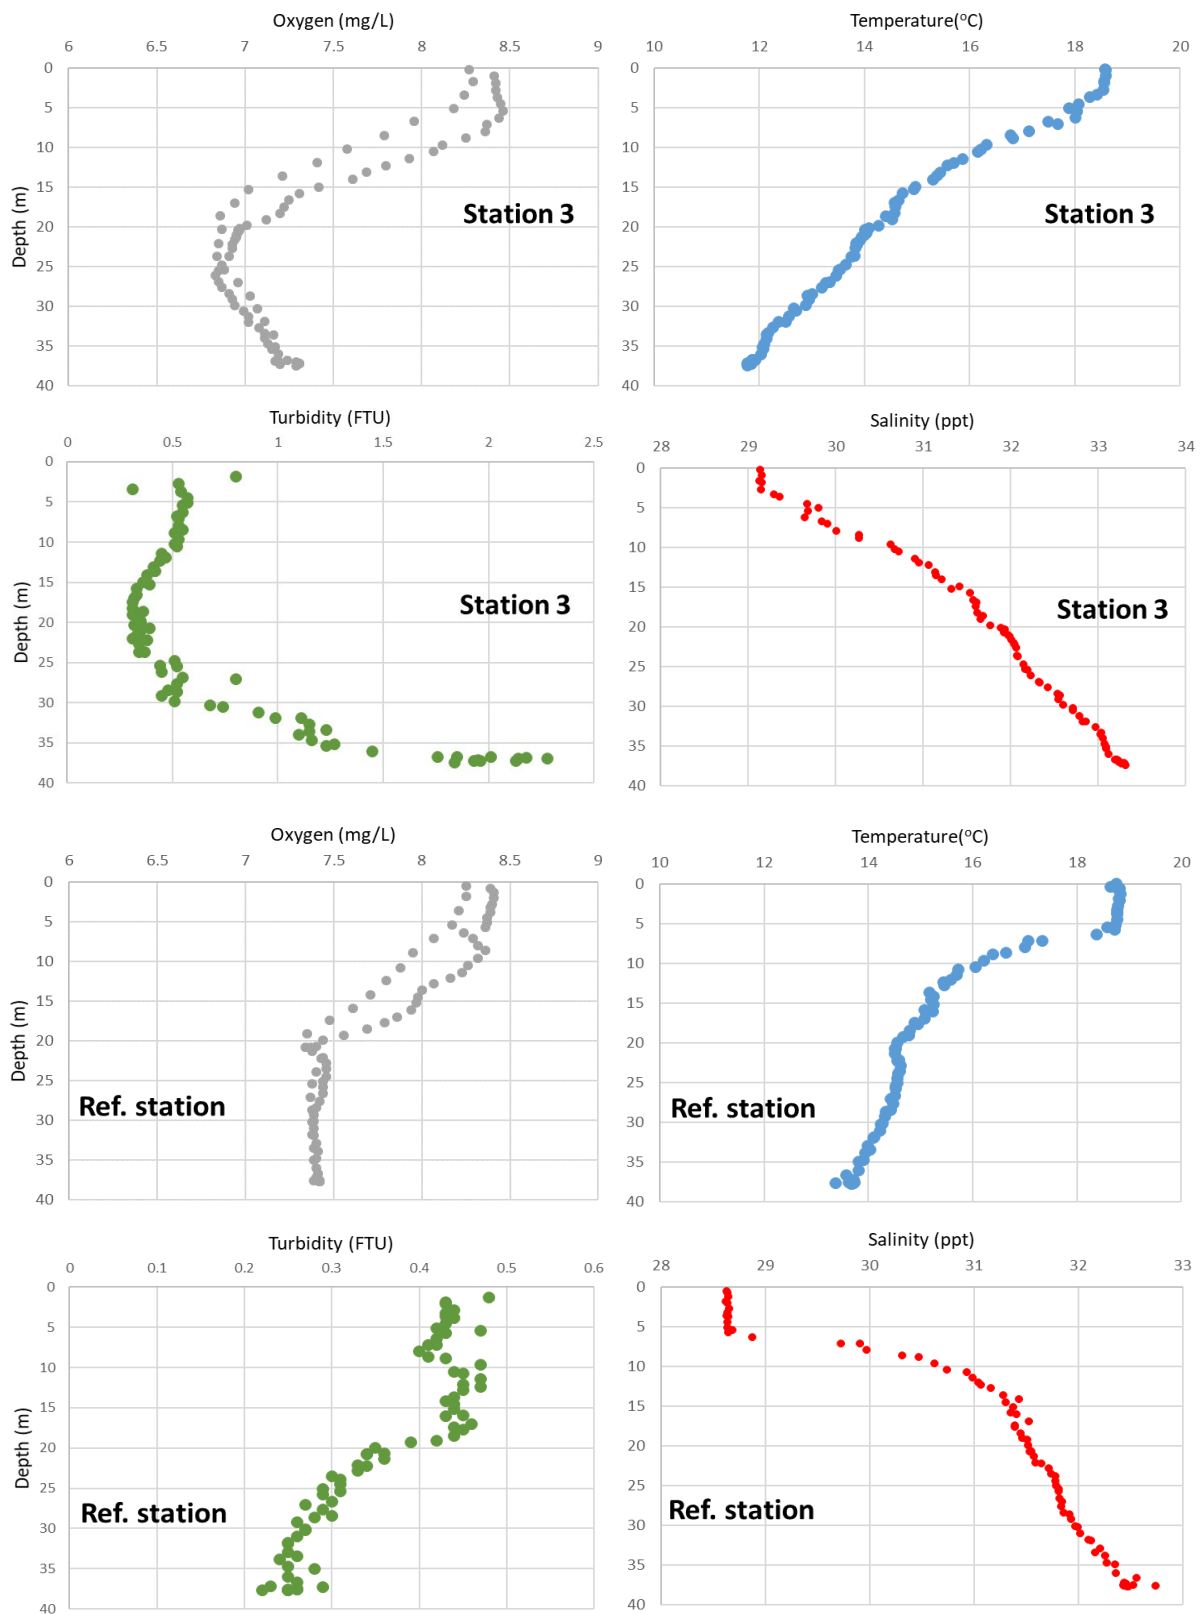 Oxygen (mg/L)
6 6.5 7 7.5 8 8.5 9
0
5
10
15
20
25
30
35
40
Depth (m)
Station 3
Temperature(°C)
10 12 14 16 18 20
0
5
10
15
20
25
30
35
40
Station 3
Turbidity (FTU)
0 0.5 1 1.5 2 2.5
0
5
10
15
20
25
30
35
40
Depth (m)
Station 3
Salinity (ppt)
28 29 30 31 32 33 34
0
5
10
15
20
25
30
35
40
Station 3
Oxygen (mg/L)
6 6.5 7 7.5 8 8.5 9
0
5
10
15
20
25
30
35
40
Depth (m)
Ref. station
Temperature(°C)
10 12 14 16 18 20
0
5
10
15
20
25
30
35
40
Ref. station
Turbidity (FTU)
0 0.1 0.2 0.3 0.4 0.5 0.6
0
5
10
15
20
25
30
35
40
Depth (m)
Ref. station
Salinity (ppt)
28 29 30 31 32 33
0
5
10
15
20
25
30
35
40
Ref. station